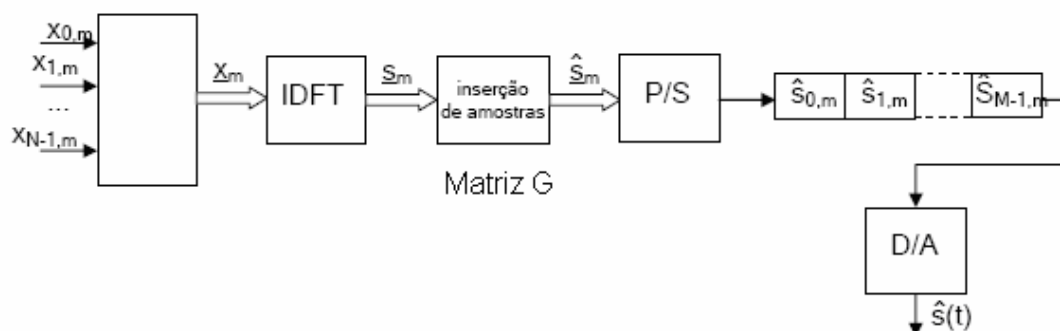 x0,m
x1,m
...
xN-1,m
xm
IDFT
sm
inserção
de amostras
ŝm
P/S
ŝ0,m
ŝ1,m
ŜM-1,m
Matriz G
D/A
ŝ(t)